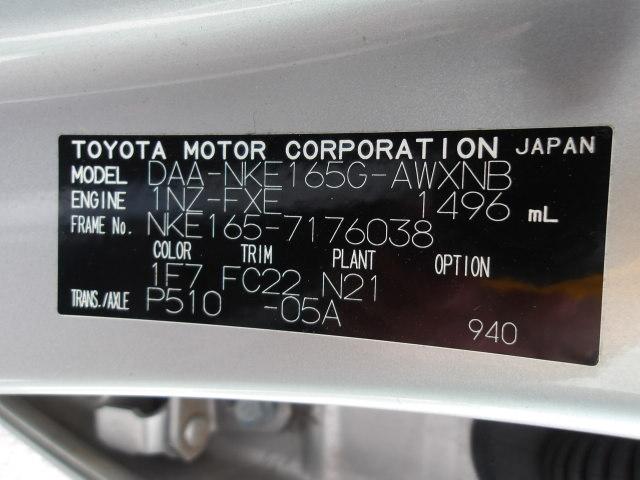 TOYOTA MOTOR CORPORATION JAPAN
MODEL DAA-NKE165G-AWXNB
ENGINE 1NZ-FXE 1496 mL
FRAME No. NKE165-7176038
COLOR TRIM PLANT OPTION
1F7 FC22 N21
TRANS./AXLE P510 -05A
940